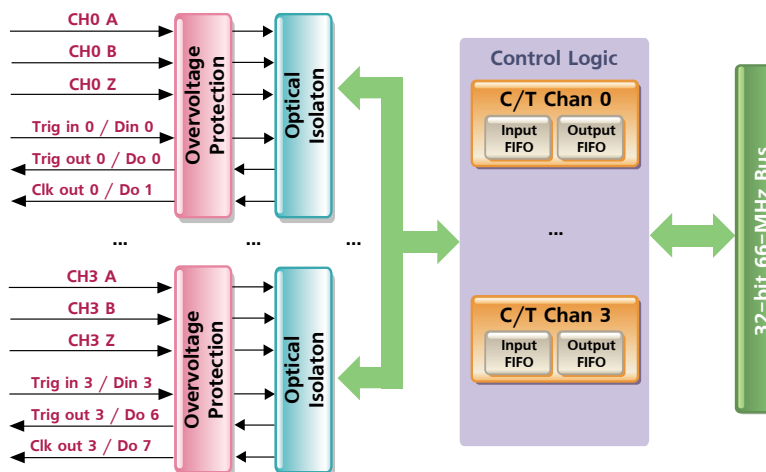 CH0 A
CH0 B
CH0 Z
Trig in 0 / Din 0
Trig out 0 / Do 0
Clk out 0 / Do 1
Overvoltage
Protection
Optical
Isolaton
...
...
...
CH3 A
CH3 B
CH3 Z
Trig in 3 / Din 3
Trig out 3 / Do 6
Clk out 3 / Do 7
Overvoltage
Protection
Optical
Isolaton
Control Logic
C/T Chan 0
Input
FIFO
Output
FIFO
...
C/T Chan 3
Input
FIFO
Output
FIFO
32-bit 66-MHz Bus